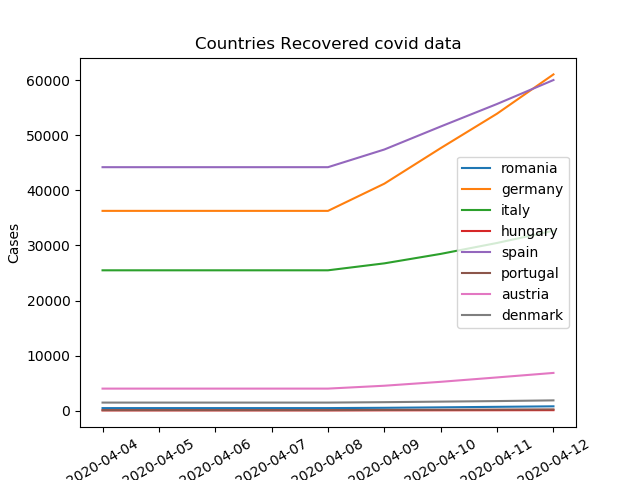 Countries Recovered covid data
Cases
60000
50000
40000
30000
20000
10000
0
romania
germany
italy
hungary
spain
portugal
austria
denmark
2020-04-04
2020-04-05
2020-04-06
2020-04-07
2020-04-08
2020-04-09
2020-04-10
2020-04-11
2020-04-12